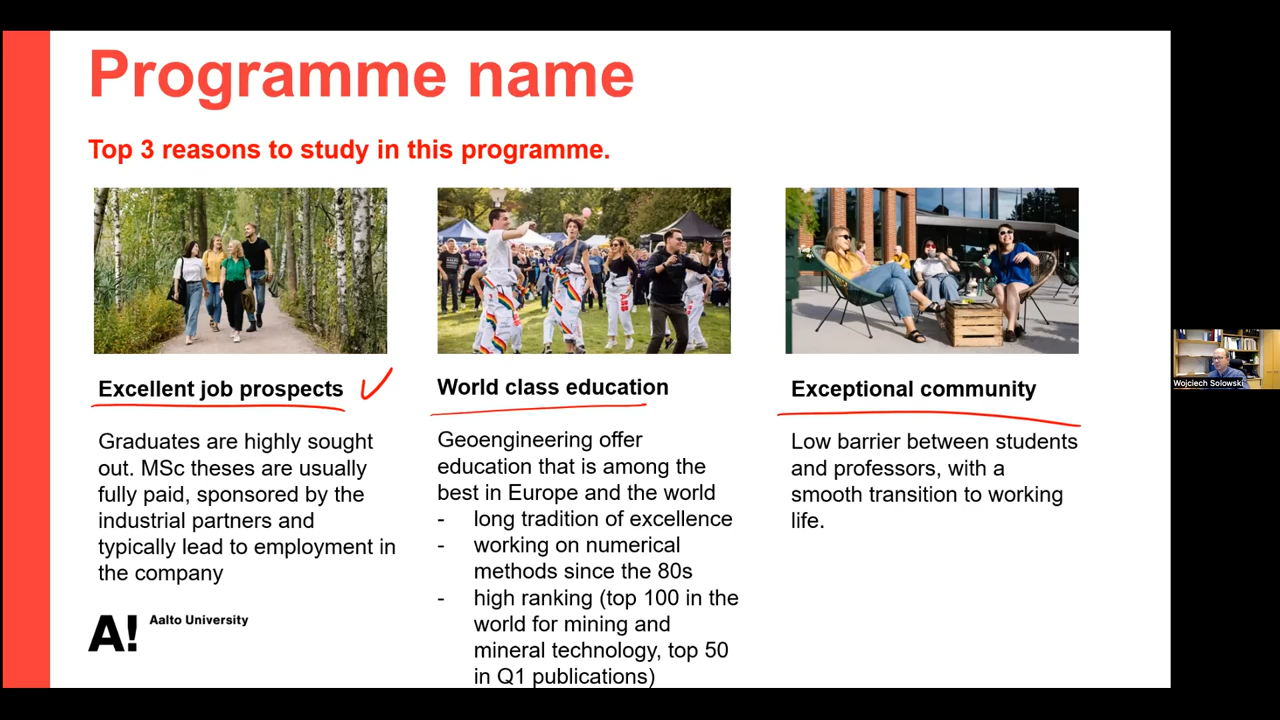 Programme name
Top 3 reasons to study in this programme.
Excellent job prospects
Graduates are highly sought
out. MSc theses are usually
fully paid, sponsored by the
industrial partners and
typically lead to employment in
the company
World class education
Geoengineering offer
education that is among the
best in Europe and the world
- long tradition of excellence
- working on numerical
methods since the 80s
- high ranking (top 100 in the
world for mining and
mineral technology, top 50
in Q1 publications)
Exceptional community
Low barrier between students
and professors, with a
smooth transition to working
life.
A! Aalto University
Wojciech Solowski
ABB